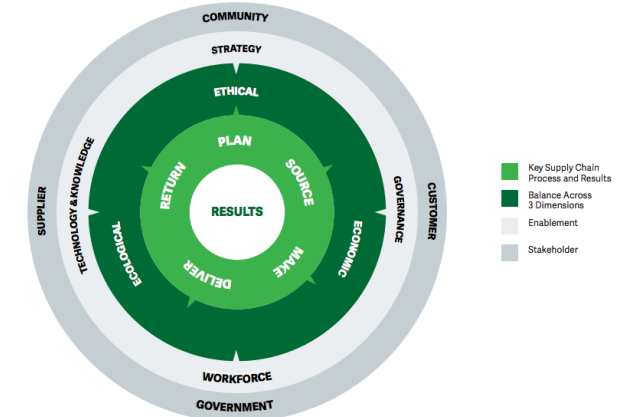 COMMUNITY
STRATEGY
ETHICAL
PLAN
SOURCE
MAKE
DELIVER
RETURN
RESULTS
ECONOMIC
ECOLOGICAL
GOVERNANCE
WORKFORCE
TECHNOLOGY & KNOWLEDGE
CUSTOMER
GOVERNMENT
SUPPLIER
Key Supply Chain
Process and Results
Balance Across
3 Dimensions
Enablement
Stakeholder